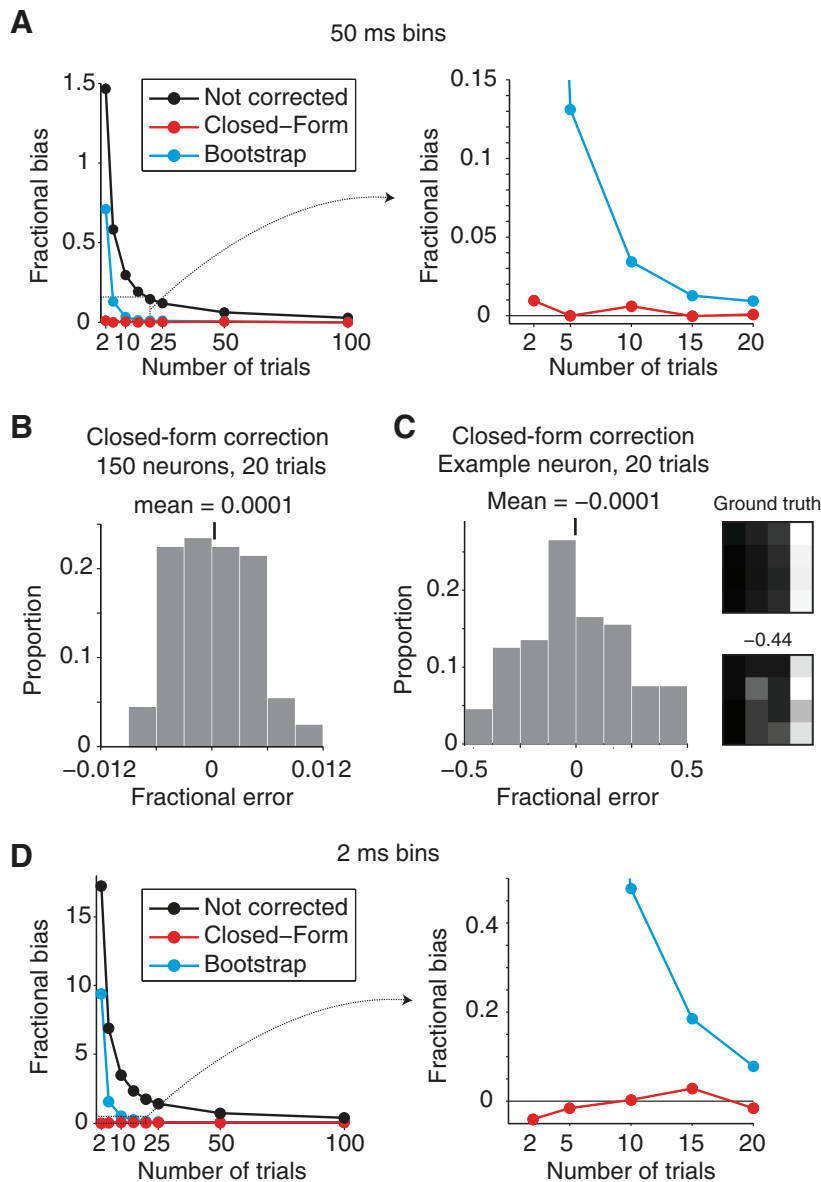 A
50 ms bins
Fractional bias
1.5
1
0.5
0
2 10 25 50 100
Number of trials
Not corrected
Closed–Form
Bootstrap
Fractional bias
0.15
0.1
0.05
0
2 5 10 15 20
Number of trials
B
Closed-form correction
150 neurons, 20 trials
mean = 0.0001
Proportion
0.2
0.1
0
−0.012 0 0.012
Fractional error
C
Closed-form correction
Example neuron, 20 trials
Mean = −0.0001
Proportion
0.2
0.1
0
−0.5 0 0.5
Fractional error
Ground truth
−0.44
D
2 ms bins
Fractional bias
15
10
5
0
2 10 25 50 100
Number of trials
Not corrected
Closed–Form
Bootstrap
Fractional bias
0.4
0.2
0
2 5 10 15 20
Number of trials